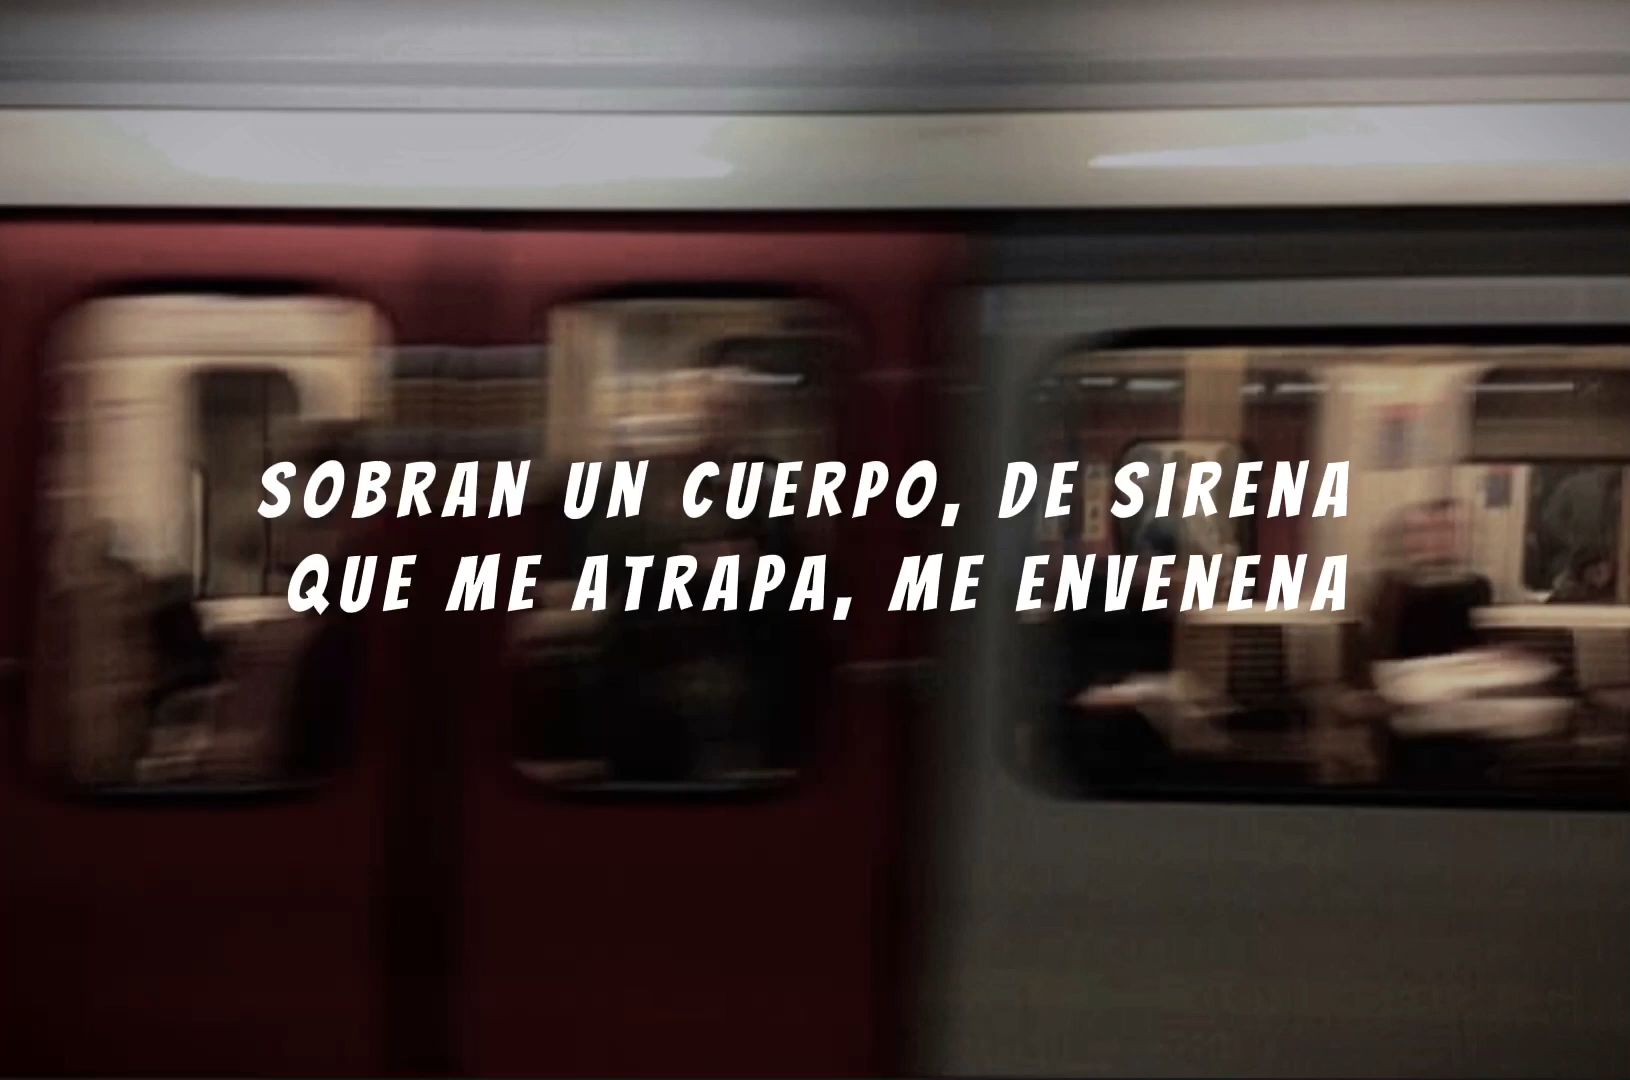 SOBRAN UN CUERPO, DE SIRENA
QUE ME ATRAPA, ME ENVENENA